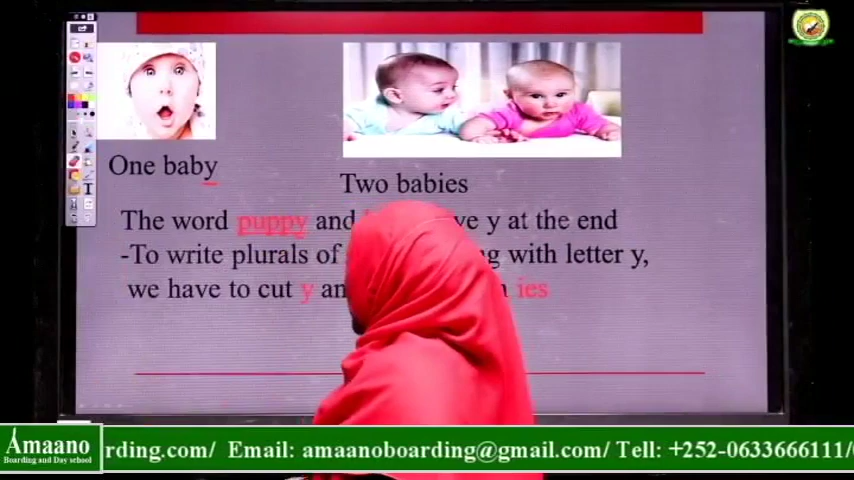 One baby
Two babies
The word puppy and ve y at the end
-To write plurals of g with letter y,
we have to cut y an ies
T
Amaano
Boarding and Day school
rding.com/ Email: amaanoboarding@gmail.com/ Tell: +252-0633666111/